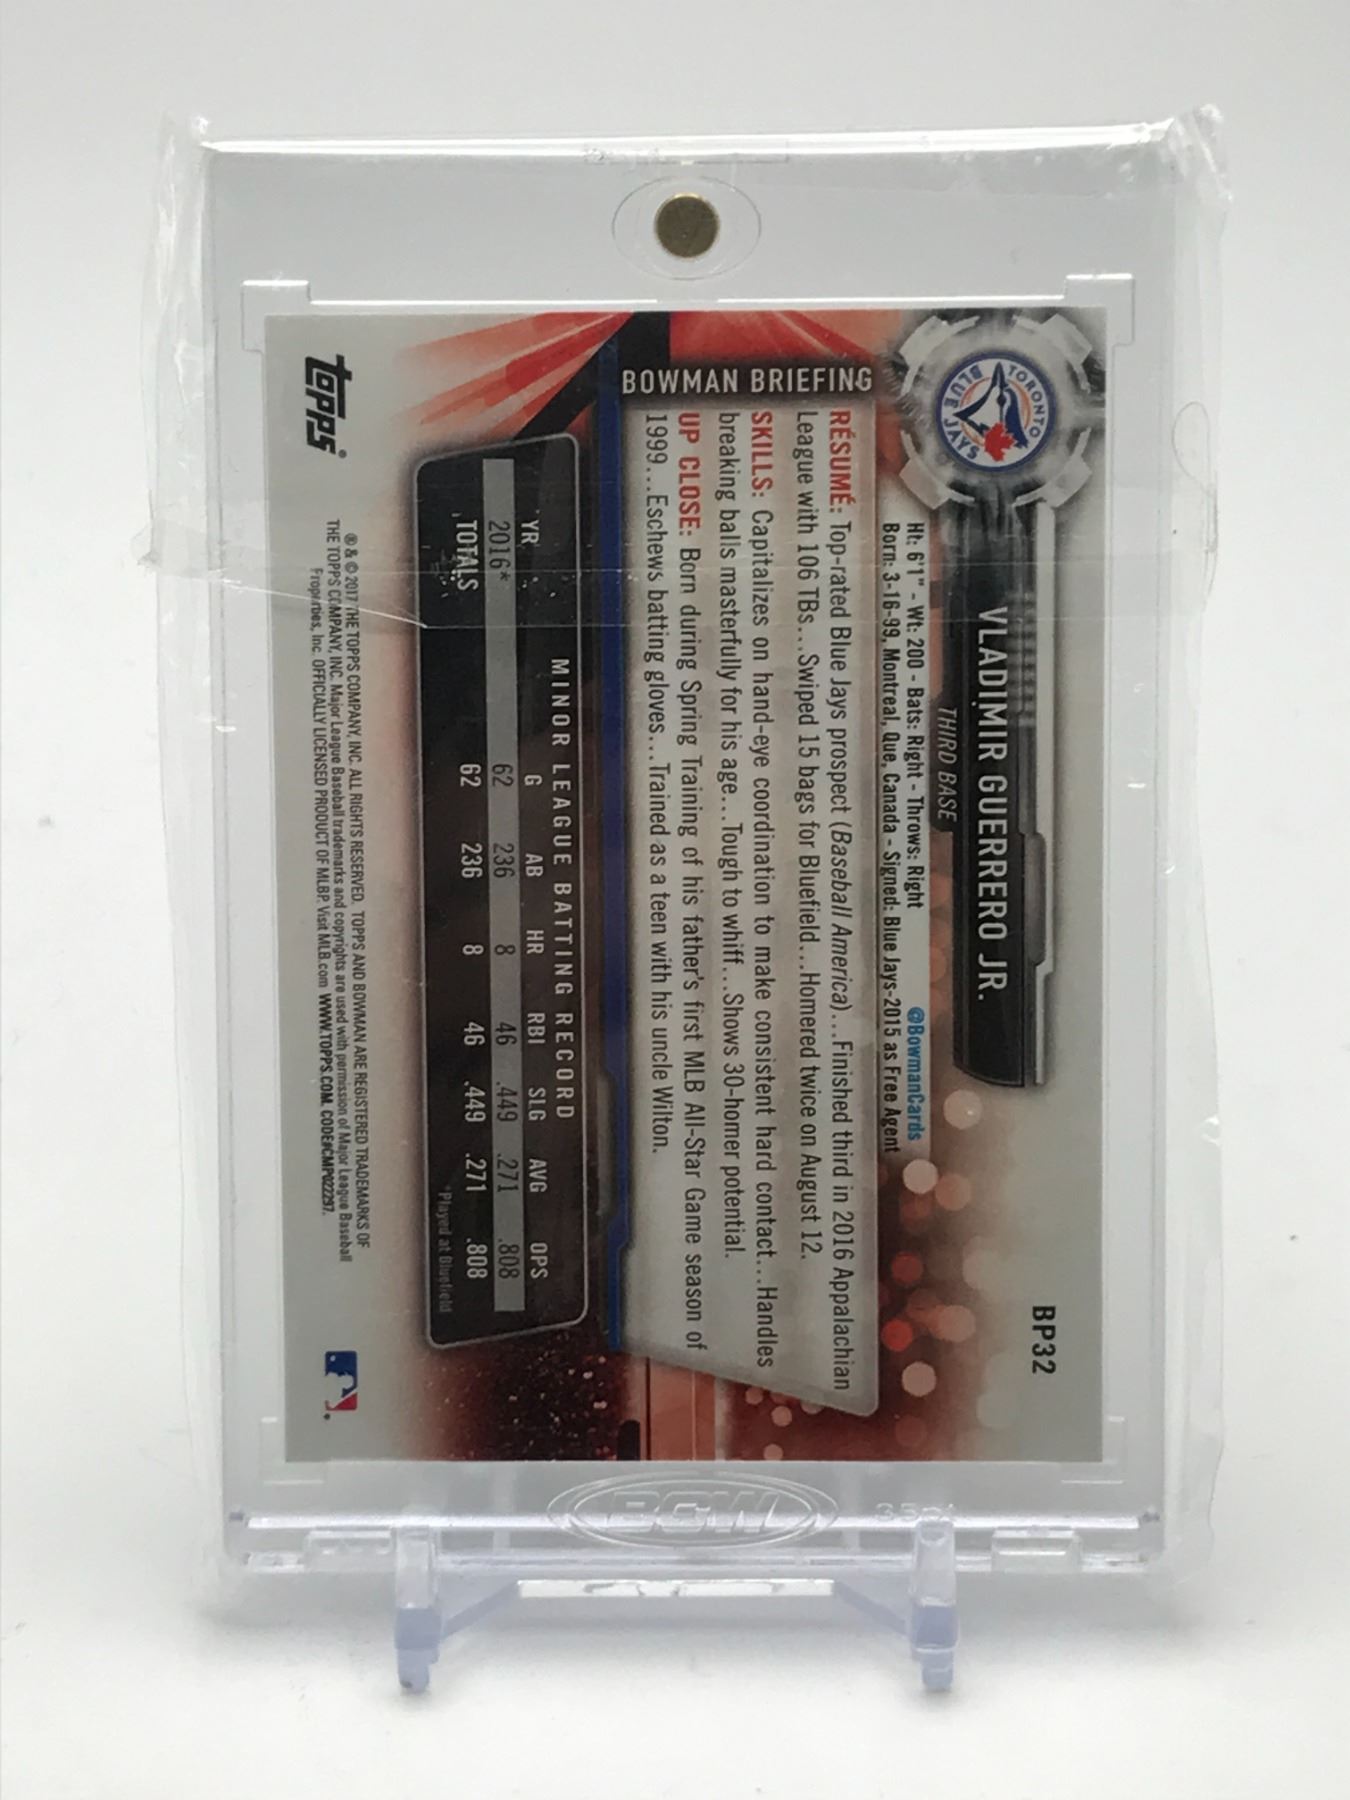 BP32
TORONTO
BLUE JAYS
VLADIMIR GUERRERO JR.
THIRD BASE
Ht: 6'1" - Wt: 200 - Bats: Right - Throws: Right
@BowmanCards
Born: 3-16-99, Montreal, Que, Canada - Signed: Blue Jays-2015 as Free Agent
BOWMAN BRIEFING
RÉSUMÉ: Top-rated Blue Jays prospect (Baseball America)...Finished third in 2016 Appalachian
League with 106 TBs...Swiped 15 bags for Bluefield...Homered twice on August 12.
SKILLS: Capitalizes on hand-eye coordination to make consistent hard contact...Handles
breaking balls masterfully for his age...Tough to whiff...Shows 30-homer potential.
UP CLOSE: Born during Spring Training of his father's first MLB All-Star Game season of
1999...Eschews batting gloves...Trained as a teen with his uncle Wilton.
MINOR LEAGUE BATTING RECORD
YR G AB HR RBI SLG AVG OPS
2016* 62 236 8 46 .449 .271 .808
TOTALS 62 236 8 46 .449 .271 .808
*Played at Bluefield
topps®
® & © 2017 THE TOPPS COMPANY, INC. ALL RIGHTS RESERVED. TOPPS AND BOWMAN ARE REGISTERED TRADEMARKS OF
THE TOPPS COMPANY, INC. Major League Baseball trademarks and copyrights are used with permission of Major League Baseball
Properties, Inc. OFFICIALLY LICENSED PRODUCT OF MLBP. Visit MLB.com WWW.TOPPS.COM. CODE#CMP022297.
BCW
35pt